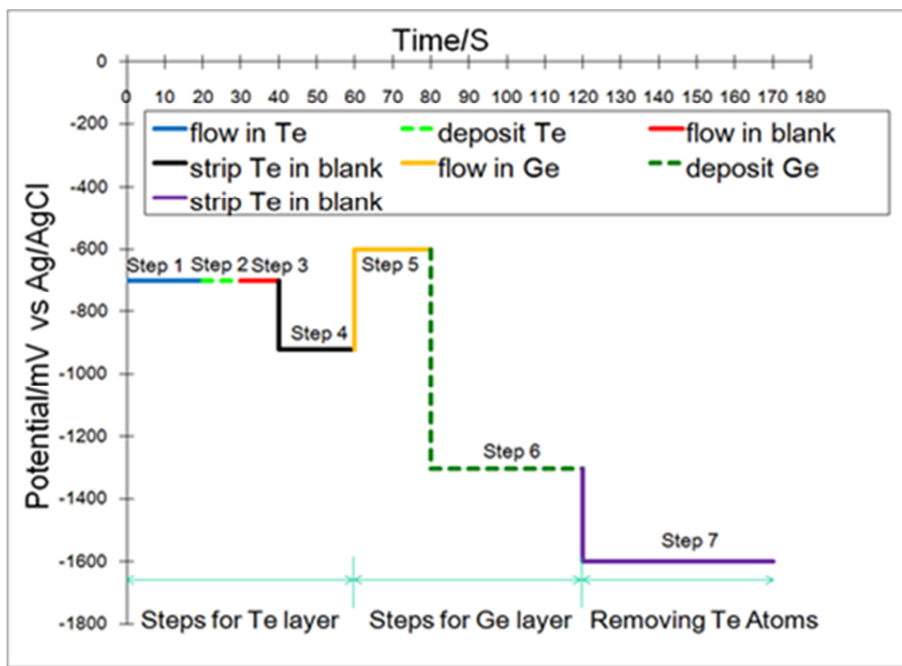 Time/S
0
0 10 20 30 40 50 60 70 80 90 100 110 120 130 140 150 160 170 180
-200
flow in Te deposit Te flow in blank
strip Te in blank flow in Ge deposit Ge
strip Te in blank
-600
Step 1 Step 2 Step 3 Step 5
-800
Step 4
-1000
-1200
Step 6
-1400
Step 7
-1600
-1800
Steps for Te layer Steps for Ge layer Removing Te Atoms
-400
Potential/mV vs Ag/AgCl